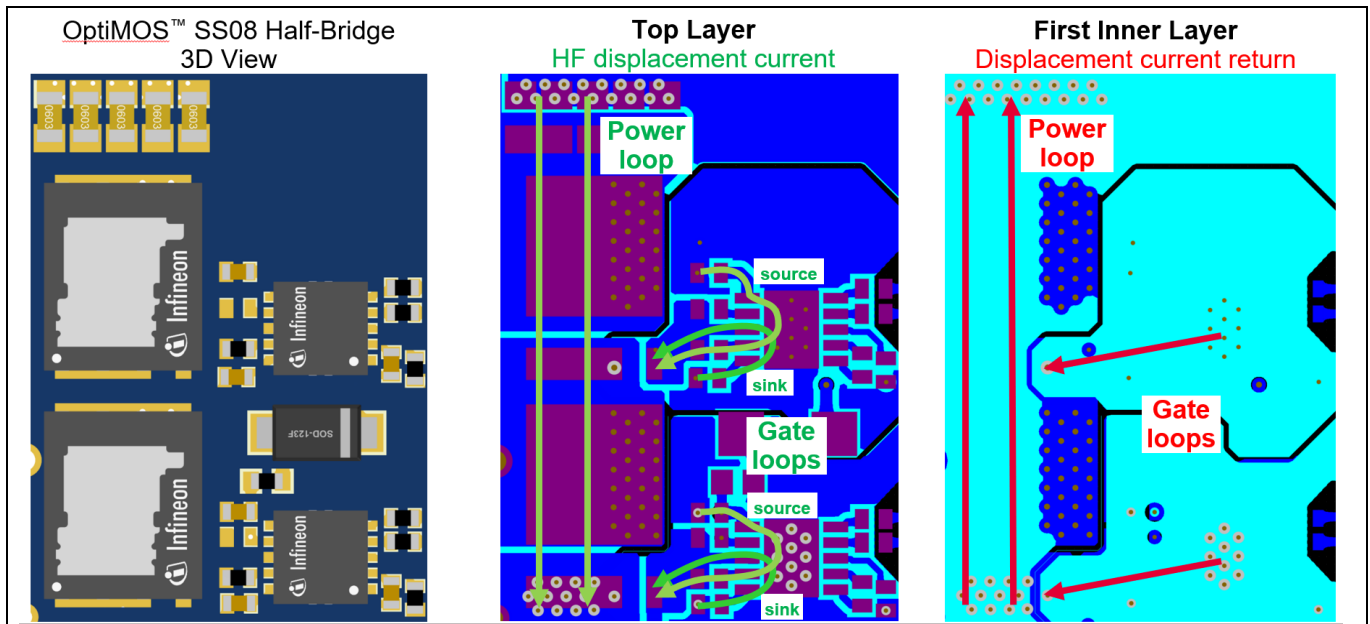 OptiMOS™ SS08 Half-Bridge
3D View
Top Layer
HF displacement current
First Inner Layer
Displacement current return
0603
0603
0603
0603
0603
Infineon
Infineon
SOD-123F
Infineon
Infineon
Power
loop
source
sink
Gate
loops
source
sink
Power
loop
Gate
loops